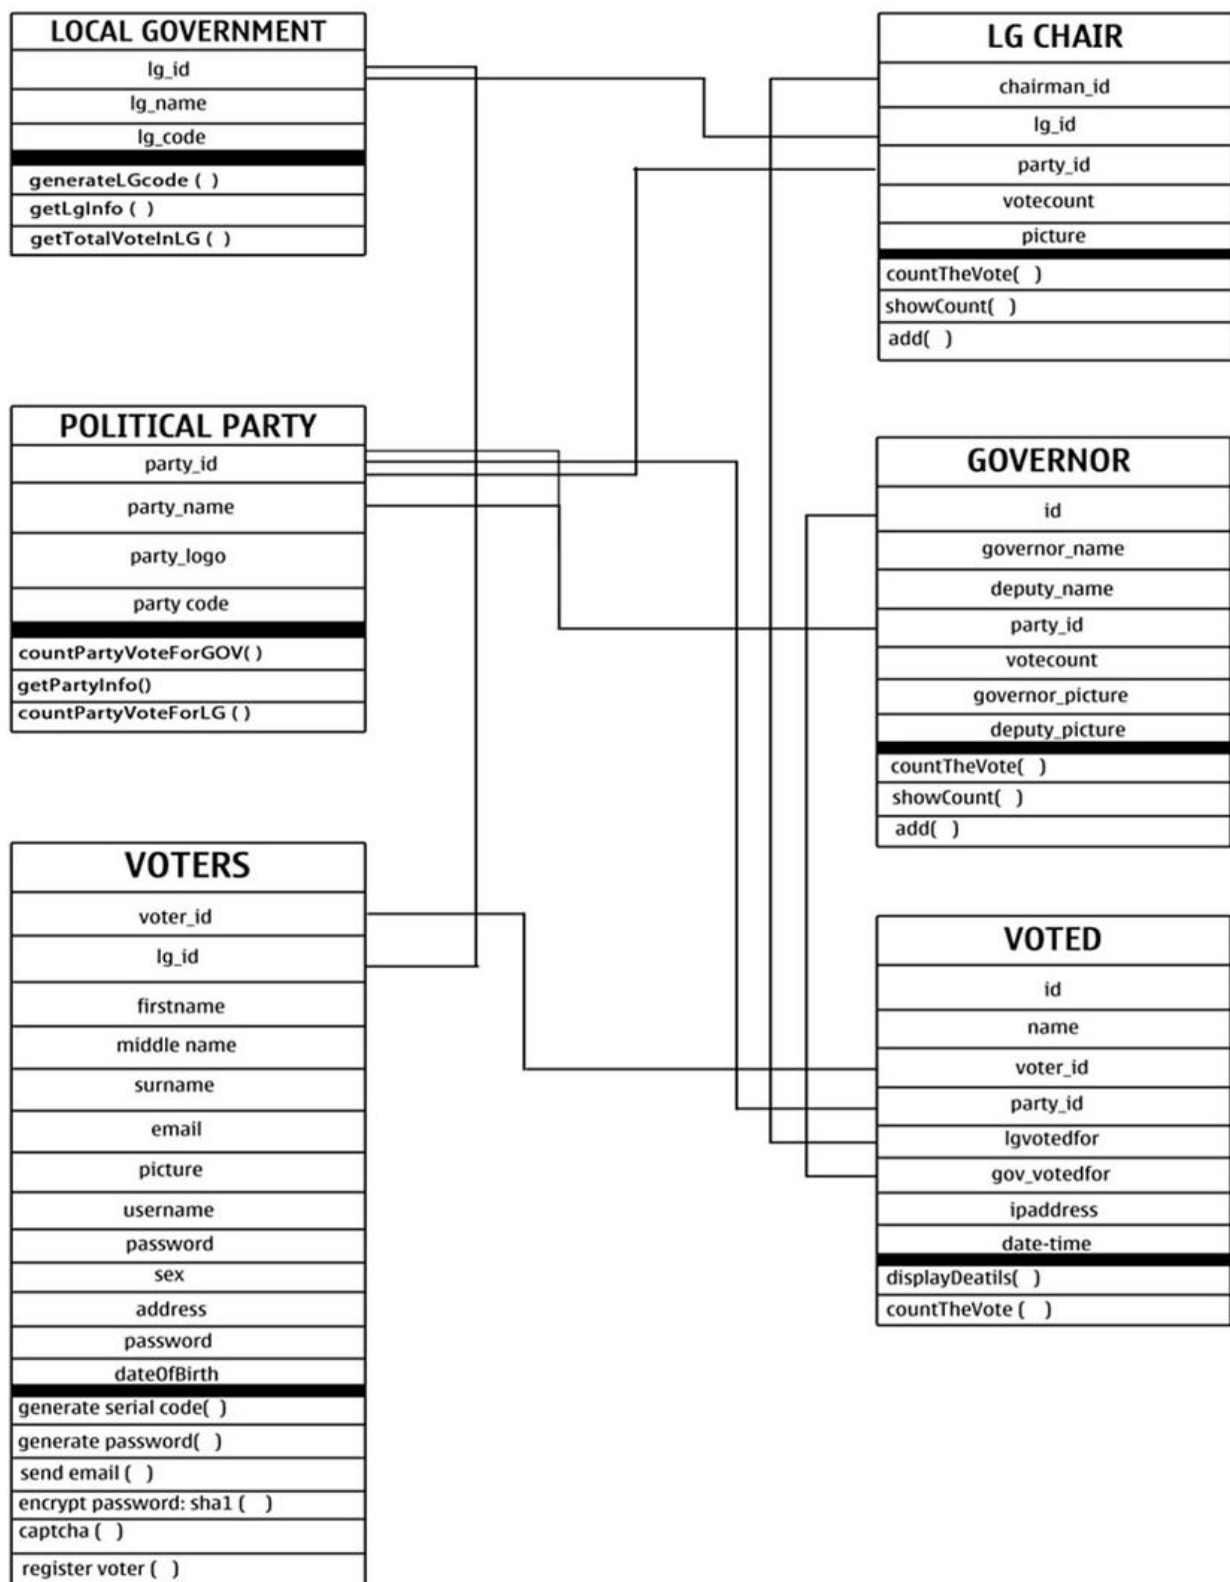 LOCAL GOVERNMENT
lg_id
lg_name
lg_code
generateLGcode ( )
getLgInfo ( )
getTotalVoteInLG ( )
POLITICAL PARTY
party_id
party_name
party_logo
party code
countPartyVoteForGOV( )
getPartyInfo()
countPartyVoteForLG ( )
VOTERS
voter_id
lg_id
firstname
middle name
surname
email
picture
username
password
sex
address
password
dateOfBirth
generate serial code( )
generate password( )
send email ( )
encrypt password: sha1 ( )
captcha ( )
register voter ( )
LG CHAIR
chairman_id
lg_id
party_id
votecount
picture
countTheVote( )
showCount( )
add( )
GOVERNOR
id
governor_name
deputy_name
party_id
votecount
governor_picture
deputy_picture
countTheVote( )
showCount( )
add( )
VOTED
id
name
voter_id
party_id
lgvotedfor
gov_votedfor
ipaddress
date-time
displayDeatils( )
countTheVote ( )